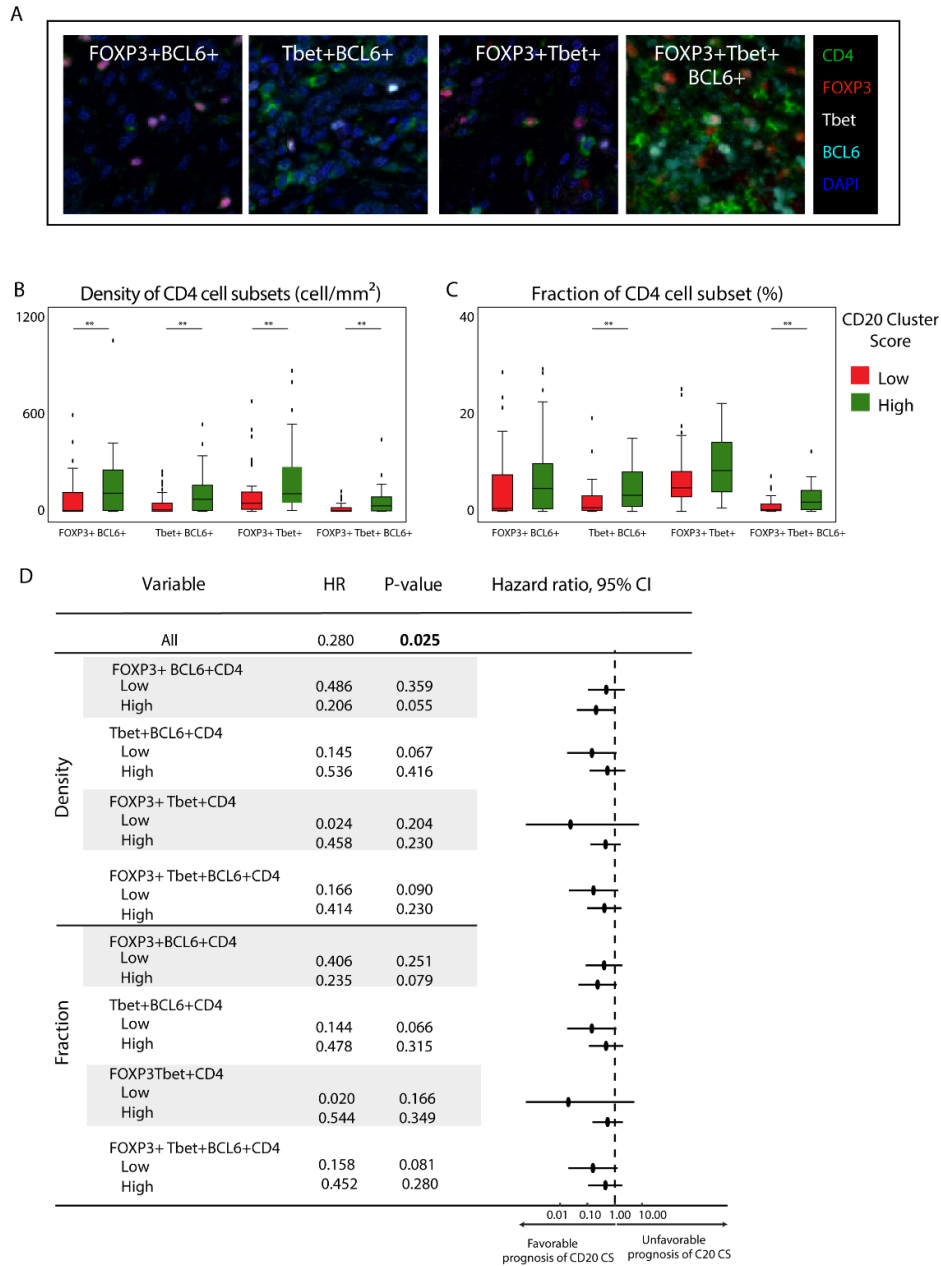 A
FOXP3+BCL6+
Tbet+BCL6+
FOXP3+Tbet+
FOXP3+Tbet+
BCL6+
CD4
FOXP3
Tbet
BCL6
DAPI
B
Density of CD4 cell subsets (cell/mm²)
1200
600
0
**
**
**
**
FOXP3+ BCL6+
Tbet+ BCL6+
FOXP3+ Tbet+
FOXP3+ Tbet+ BCL6+
C
Fraction of CD4 cell subset (%)
40
20
0
**
**
FOXP3+ BCL6+
Tbet+ BCL6+
FOXP3+ Tbet+
FOXP3+ Tbet+ BCL6+
CD20 Cluster
Score
Low
High
D
Variable HR P-value Hazard ratio, 95% CI
All 0.280 0.025
Density
FOXP3+ BCL6+CD4
Low 0.486 0.359
High 0.206 0.055
Tbet+BCL6+CD4
Low 0.145 0.067
High 0.536 0.416
FOXP3+ Tbet+CD4
Low 0.024 0.204
High 0.458 0.230
FOXP3+ Tbet+BCL6+CD4
Low 0.166 0.090
High 0.414 0.230
Fraction
FOXP3+BCL6+CD4
Low 0.406 0.251
High 0.235 0.079
Tbet+BCL6+CD4
Low 0.144 0.066
High 0.478 0.315
FOXP3Tbet+CD4
Low 0.020 0.166
High 0.544 0.349
FOXP3+ Tbet+BCL6+CD4
Low 0.158 0.081
High 0.452 0.280
0.01 0.10 1.00 10.00
Favorable
prognosis of CD20 CS
Unfavorable
prognosis of C20 CS